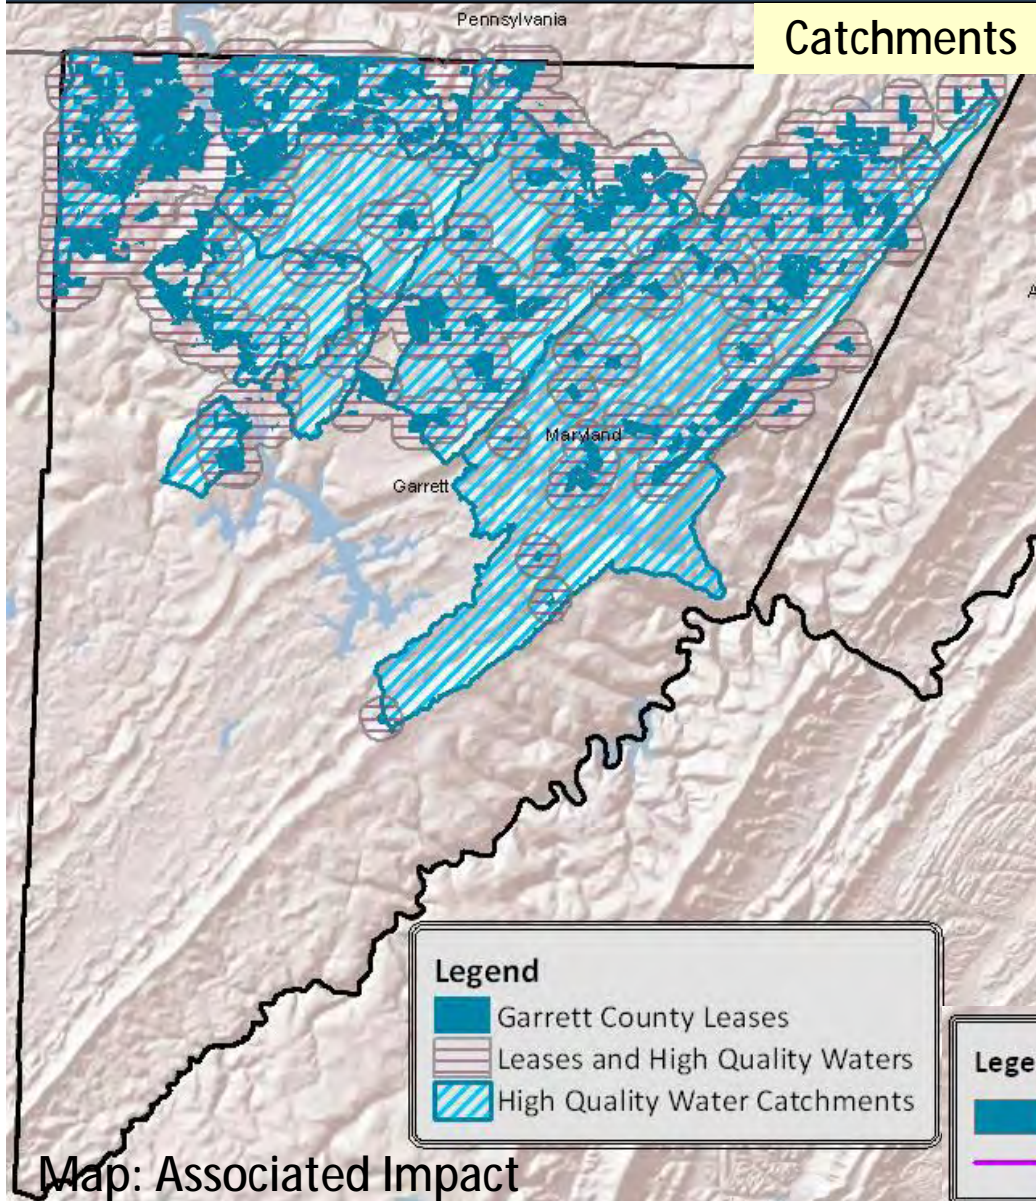 Pennsylvania
Catchments
A
Maryland
Garrett
Legend
Garrett County Leases
Leases and High Quality Waters
High Quality Water Catchments
Lege
Map: Associated Impact